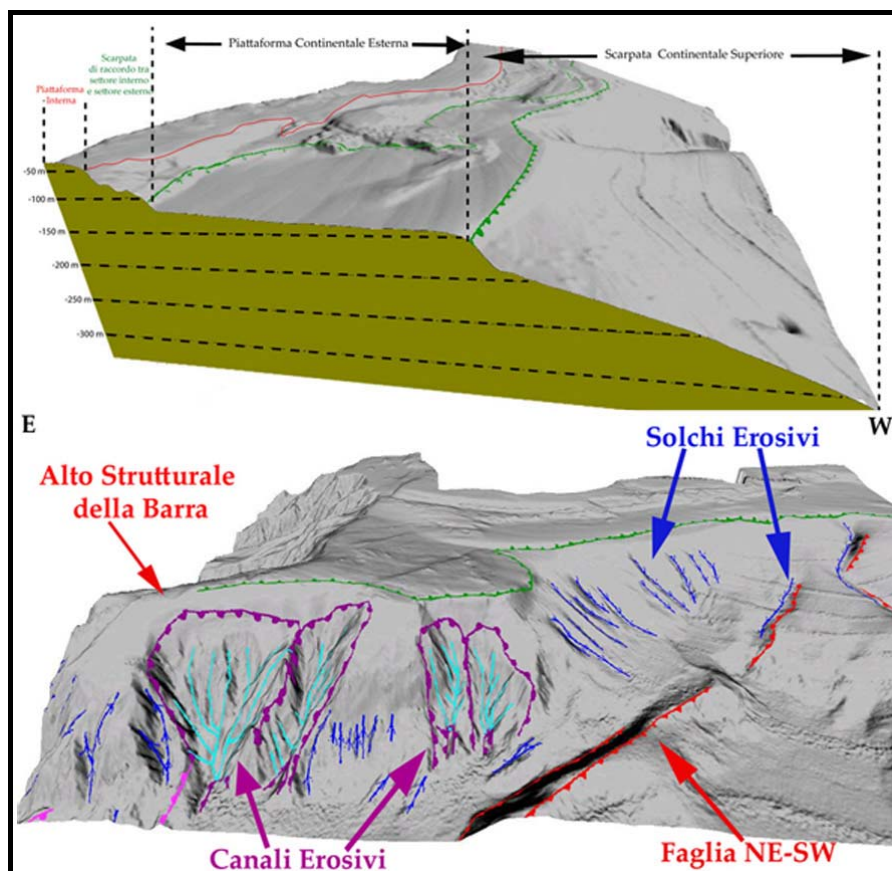 Piattaforma Continentale Esterna
Scarpata Continentale Superiore
Scarpata
di raccordo tra
settore interno
e settore esterno
Piattaforma
Interna
-50 m
-100 m
-150 m
-200 m
-250 m
-300 m
E
W
Solchi Erosivi
Alto Strutturale
della Barra
Canali Erosivi
Faglia NE-SW